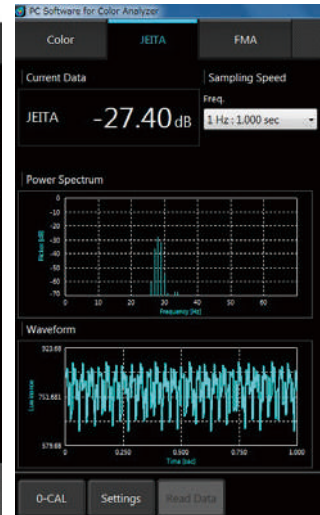 PC Software for Color Analyzer
Color JEITA FMA
Current Data Sampling Speed
Freq.
JEITA -27.40 dB 1 Hz : 1.000 sec
Power Spectrum
0
-10
-20
-30
-40
-50
-60
-70
Flicker [dB]
0 10 20 30 40 50 60
Frequency [Hz]
Waveform
923.68
751.681
579.68
Luminance
0 0.250 0.500 0.750 1.000
Time [sec]
0-CAL Settings Read Data